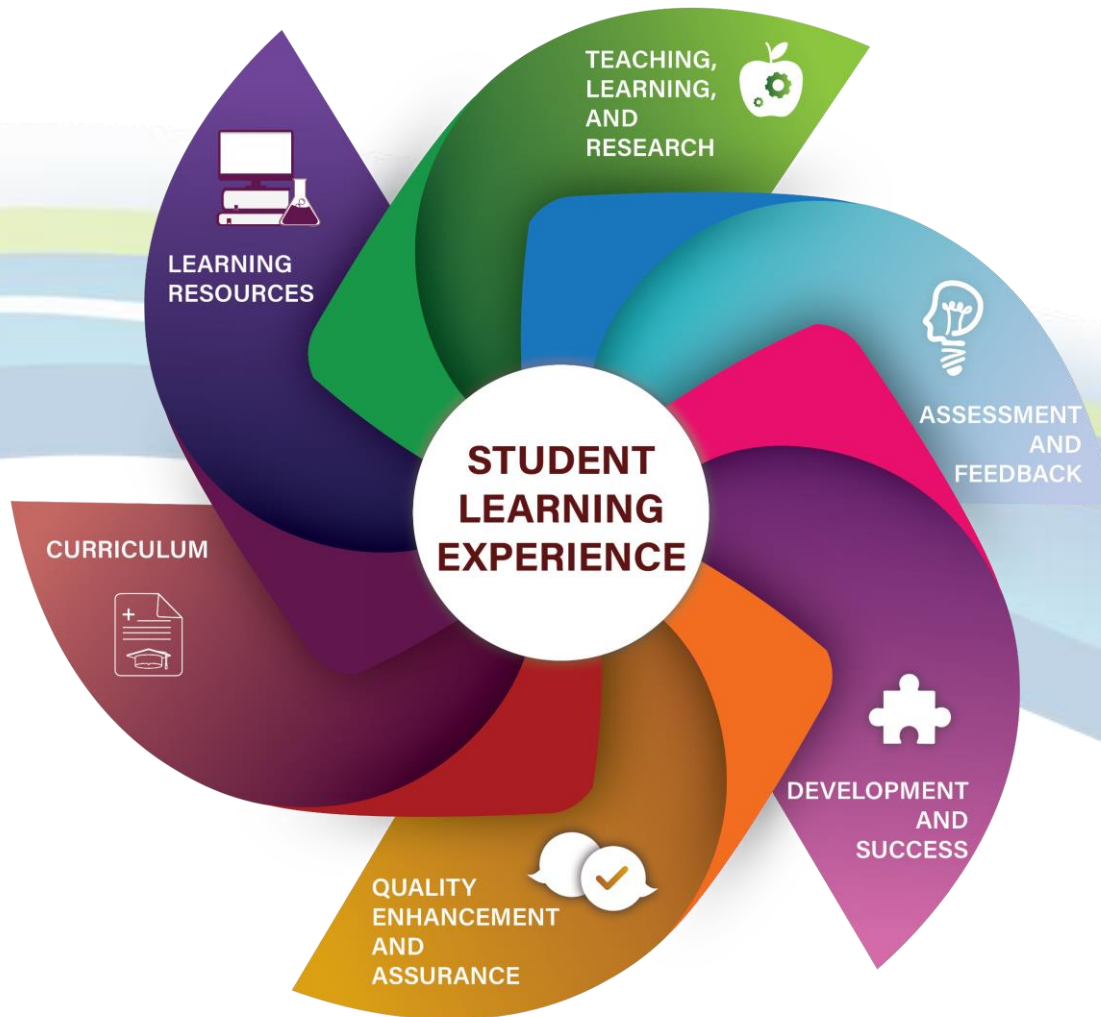 TEACHING,
LEARNING,
AND
RESEARCH
LEARNING
RESOURCES
ASSESSMENT
AND
FEEDBACK
STUDENT
LEARNING
EXPERIENCE
CURRICULUM
DEVELOPMENT
AND
SUCCESS
QUALITY
ENHANCEMENT
AND
ASSURANCE